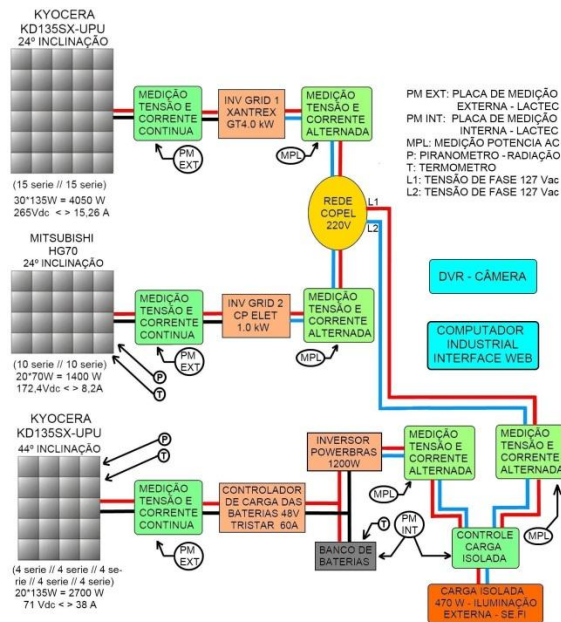 KYOCERA
KD135SX-UPU
24º INCLINAÇÃO
(15 serie // 15 serie)
30*135W = 4050 W
265Vdc <> 15,26 A
MEDIÇÃO
TENSÃO E
CORRENTE
CONTINUA
PM
EXT
INV GRID 1
XANTREX
GT4.0 kW
MEDIÇÃO
TENSÃO E
CORRENTE
ALTERNADA
MPL
PM EXT: PLACA DE MEDIÇÃO
EXTERNA - LACTEC
PM INT: PLACA DE MEDIÇÃO
INTERNA - LACTEC
MPL: MEDIÇÃO POTENCIA AC
P: PIRANOMETRO - RADIAÇÃO
T: TERMOMETRO
L1: TENSÃO DE FASE 127 Vac
L2: TENSÃO DE FASE 127 Vac
REDE
COPEL
220V
L1
L2
MITSUBISHI
HG70
24º INCLINAÇÃO
(10 serie // 10 serie)
20*70W = 1400 W
172,4Vdc <> 8,2A
P
T
MEDIÇÃO
TENSÃO E
CORRENTE
CONTINUA
PM
EXT
INV GRID 2
CP ELET
1.0 kW
MEDIÇÃO
TENSÃO E
CORRENTE
ALTERNADA
MPL
DVR - CÂMERA
COMPUTADOR
INDUSTRIAL
INTERFACE WEB
KYOCERA
KD135SX-UPU
44º INCLINAÇÃO
P
T
(4 serie // 4 serie // 4 se-
rie // 4 serie // 4 serie)
20*135W = 2700 W
71 Vdc <> 38 A
MEDIÇÃO
TENSÃO E
CORRENTE
CONTINUA
PM
EXT
CONTROLADOR
DE CARGA DAS
BATERIAS 48V
TRISTAR 60A
INVERSOR
POWERBRAS
1200W
T
PM
INT
BANCO DE
BATERIAS
MEDIÇÃO
TENSÃO E
CORRENTE
ALTERNADA
MPL
MEDIÇÃO
TENSÃO E
CORRENTE
ALTERNADA
MPL
CONTROLE
CARGA
ISOLADA
CARGA ISOLADA
470 W - ILUMINAÇÃO
EXTERNA - SE.FI